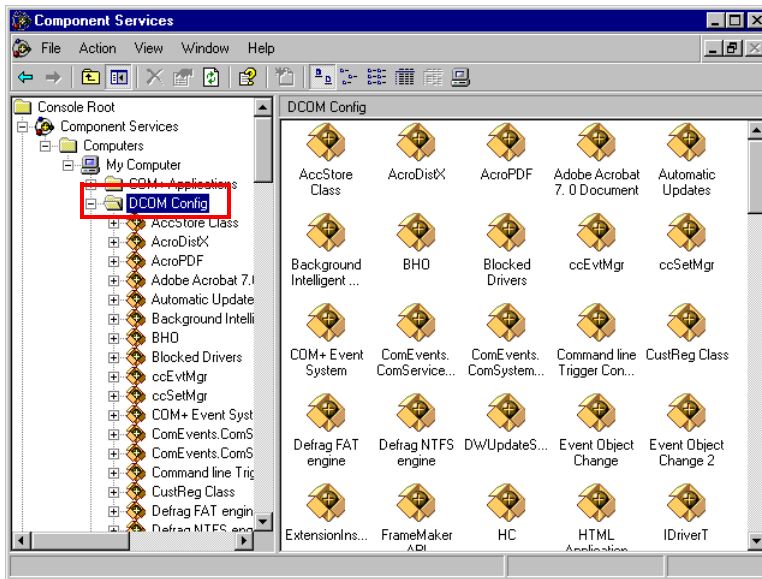 Component Services
File Action View Window Help
Console Root
Component Services
Computers
My Computer
COM+ Applications
DCOM Config
AccStore Class
AcroDistX
AcroPDF
Adobe Acrobat 7.(
Automatic Update
Background Intelli
BHO
Blocked Drivers
ccEvtMgr
ccSetMgr
COM+ Event Syst
ComEvents.ComS
ComEvents.ComS
Command line Trig
CustReg Class
Defrag FAT engin
Defrag NTFS eng
DCOM Config
AccStore Class
AcroDistX
AcroPDF
Adobe Acrobat 7. 0 Document
Automatic Updates
Background Intelligent ...
BHO
Blocked Drivers
ccEvtMgr
ccSetMgr
COM+ Event System
ComEvents. ComService...
ComEvents. ComSystem...
Command line Trigger Con...
CustReg Class
Defrag FAT engine
Defrag NTFS engine
DWUpdateS...
Event Object Change
Event Object Change 2
ExtensionIns...
FrameMaker API
HC
HTML Application
IDriverT